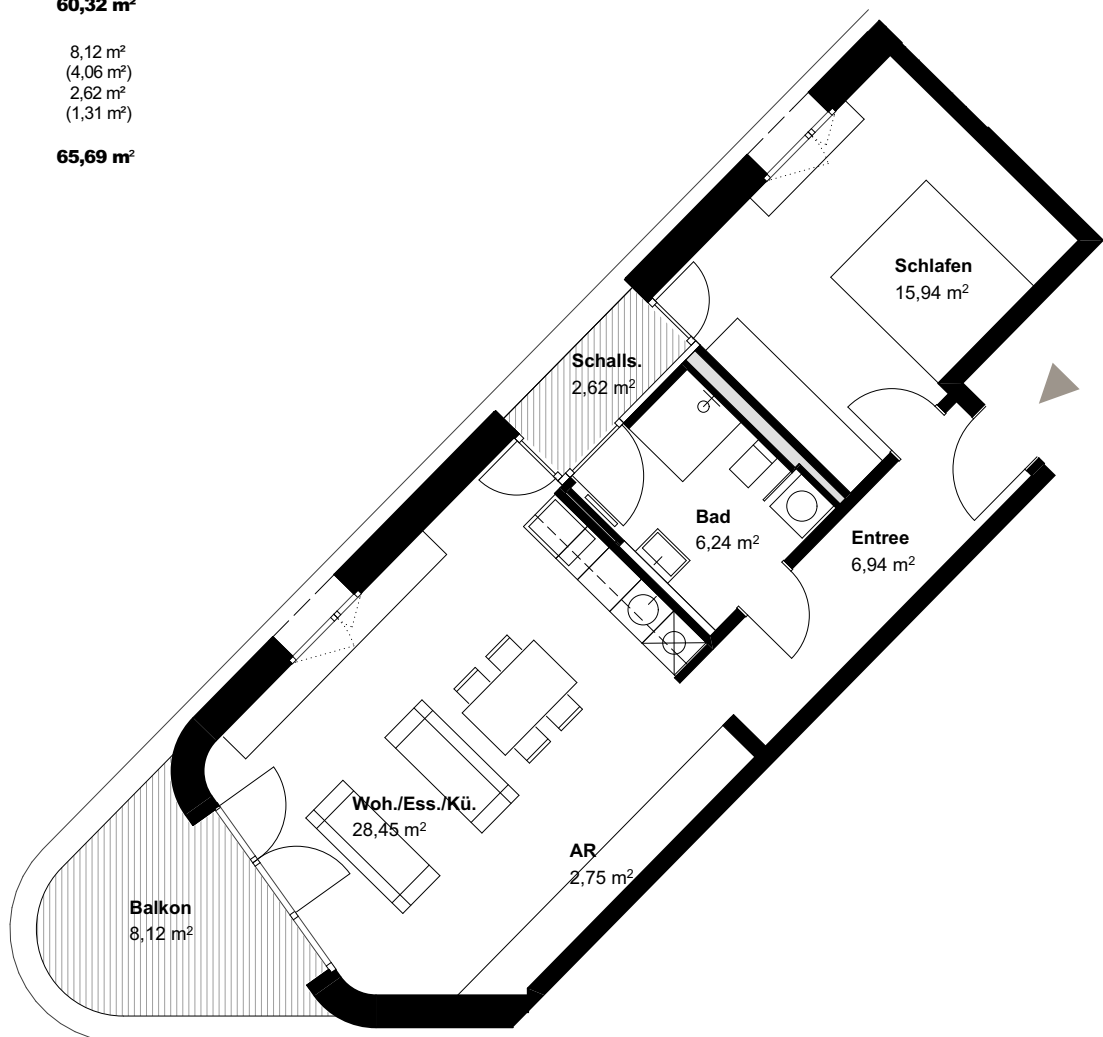 60,32 m²
8,12 m²
(4,06 m²)
2,62 m²
(1,31 m²)
65,69 m²
Schlafen
15,94 m²
Schalls.
2,62 m²
Bad
6,24 m²
Entree
6,94 m²
Woh./Ess./Kü.
28,45 m²
AR
2,75 m²
Balkon
8,12 m²